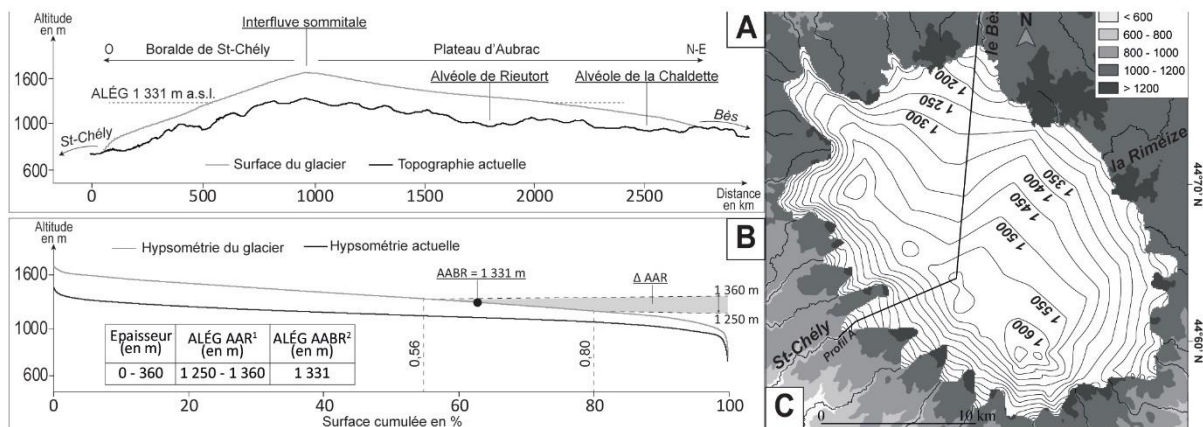 Altitude
en m
Interfluve sommitale
A
O
Boralde de St-Chély
Plateau d'Aubrac
N-E
1600
ALÉG 1 331 m a.s.l.
Alvéole de Rieutort
Alvéole de la Chaldette
1000
St-Chély
Bés
600
Surface du glacier
Topographie actuelle
0
500
1000
1500
2000
2500
Distance
en km
Altitude
en m
Hypsométrie du glacier
Hypsométrie actuelle
B
1600
AABR = 1 331 m
Δ AAR
1 360 m
1 250 m
1000
Epaisseur
(en m)
ALÉG AAR¹
(en m)
ALÉG AABR²
(en m)
0 - 360
1 250 - 1 360
1 331
0,56
0,80
600
0
20
40
60
80
100
Surface cumulée en %
le Bès
N
< 600
600 - 800
800 - 1000
1000 - 1200
> 1200
1 200
1 250
1 300
1 350
1 400
1 450
1 500
1 550
1 600
la Rimeize
44°70' N
44°60' N
St-Chély
Profil A
C
0
10 km